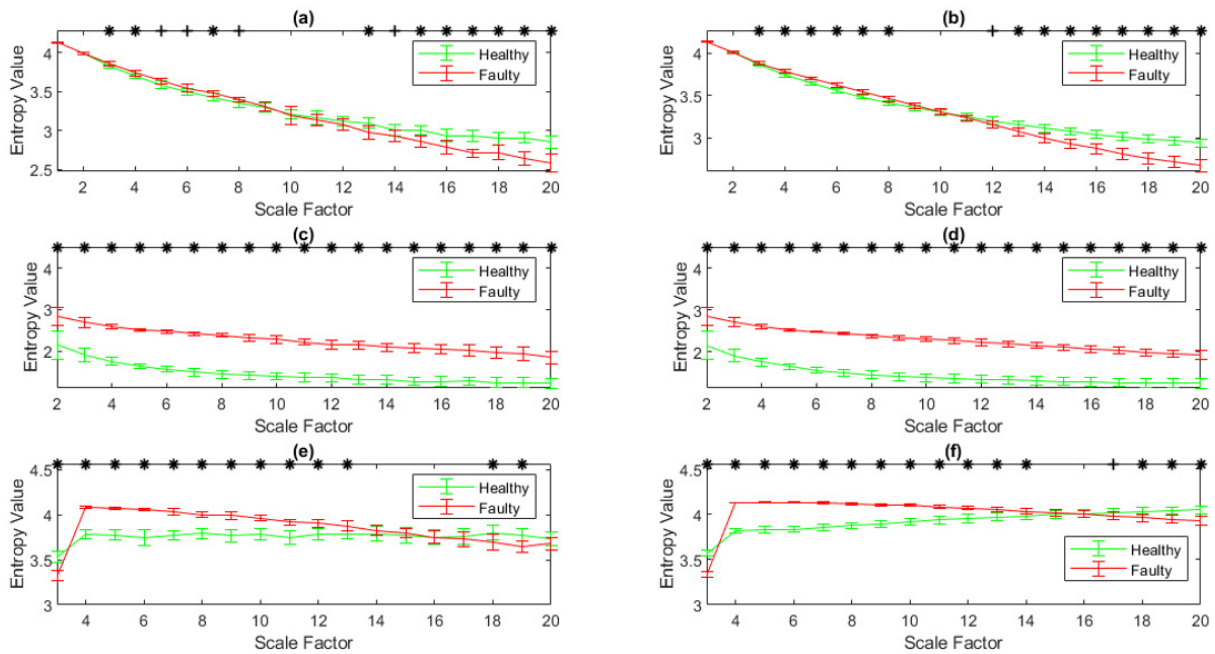 (a)
Entropy Value
4
3.5
3
2.5
Healthy
Faulty
2 4 6 8 10 12 14 16 18 20
Scale Factor
(b)
Entropy Value
4
3.5
3
Healthy
Faulty
2 4 6 8 10 12 14 16 18 20
Scale Factor
(c)
Entropy Value
4
3
2
Healthy
Faulty
2 4 6 8 10 12 14 16 18 20
Scale Factor
(d)
Entropy Value
4
3
2
Healthy
Faulty
2 4 6 8 10 12 14 16 18 20
Scale Factor
(e)
Entropy Value
4.5
4
3.5
3
Healthy
Faulty
4 6 8 10 12 14 16 18 20
Scale Factor
(f)
Entropy Value
4.5
4
3.5
3
Healthy
Faulty
4 6 8 10 12 14 16 18 20
Scale Factor